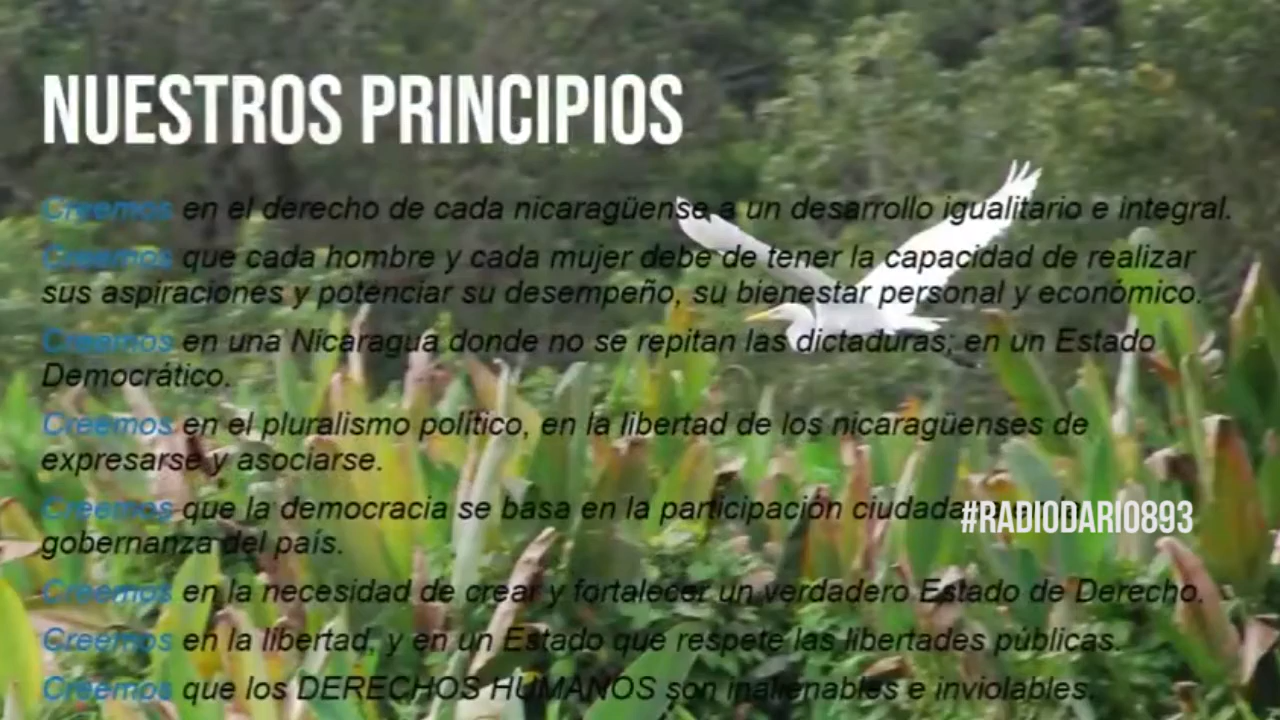 NUESTROS PRINCIPIOS
Creemos en el derecho de cada nicaragüense a un desarrollo igualitario e integral.
Creemos que cada hombre y cada mujer debe de tener la capacidad de realizar
sus aspiraciones y potenciar su desempeño, su bienestar personal y económico.
Creemos en una Nicaragua donde no se repitan las dictaduras; en un Estado
Democrático.
Creemos en el pluralismo político, en la libertad de los nicaragüenses de
expresarse y asociarse.
Creemos que la democracia se basa en la participación
#RADIODARIO893
gobernanza del país.
Creemos en la necesidad de crear y fortalecer un verdadero Estado de Derecho.
Creemos en la libertad, y en un Estado que respete las libertades públicas.
Creemos que los DERECHOS HUMANOS son inalienables e inviolables.